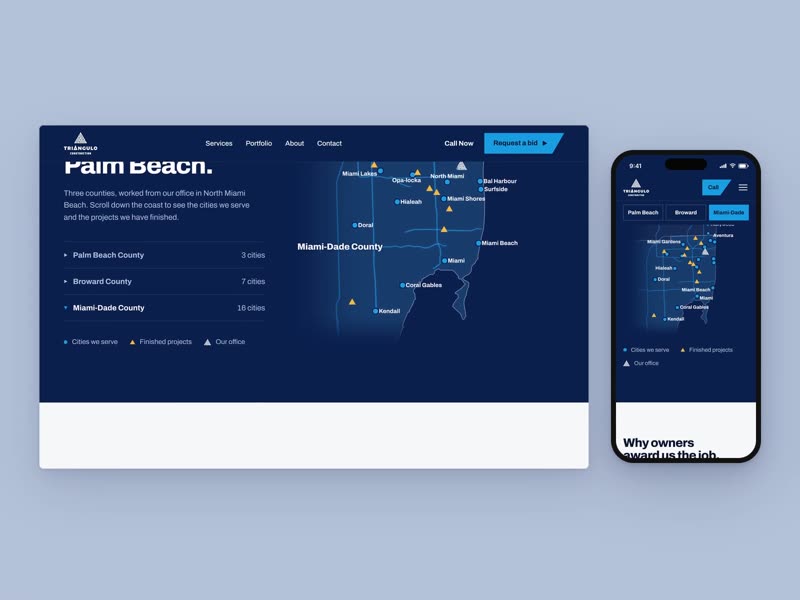 TRIÁNGULO
CONSTRUCTION
Services
Portfolio
About
Contact
Call Now
Request a bid
Palm Beach.
Three counties, worked from our office in North Miami
Beach. Scroll down the coast to see the cities we serve
and the projects we have finished.
Palm Beach County 3 cities
Broward County 7 cities
Miami-Dade County 16 cities
Cities we serve
Finished projects
Our office
Miami Lakes
Opa-locka
North Miami
Bal Harbour
Surfside
Hialeah
Miami Shores
Doral
Miami-Dade County
Miami Beach
Miami
Coral Gables
Kendall
9:41
TRIÁNGULO
CONSTRUCTION
Call
Palm Beach
Broward
Miami-Dade
Aventura
Miami Gardens
Hialeah
Doral
Miami Beach
Miami
Coral Gables
Kendall
Cities we serve
Finished projects
Our office
Why owners
award us the job.